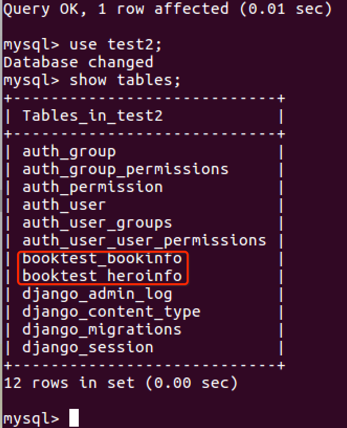 Query OK, 1 row affected (0.01 sec)
mysql> use test2;
Database changed
mysql> show tables;
+----------------------------+
| Tables_in_test2            |
+----------------------------+
| auth_group                 |
| auth_group_permissions     |
| auth_permission            |
| auth_user                  |
| auth_user_groups           |
| auth_user_user_permissions |
| booktest_bookinfo          |
| booktest_heroinfo          |
| django_admin_log           |
| django_content_type        |
| django_migrations          |
| django_session             |
+----------------------------+
12 rows in set (0.00 sec)
mysql>